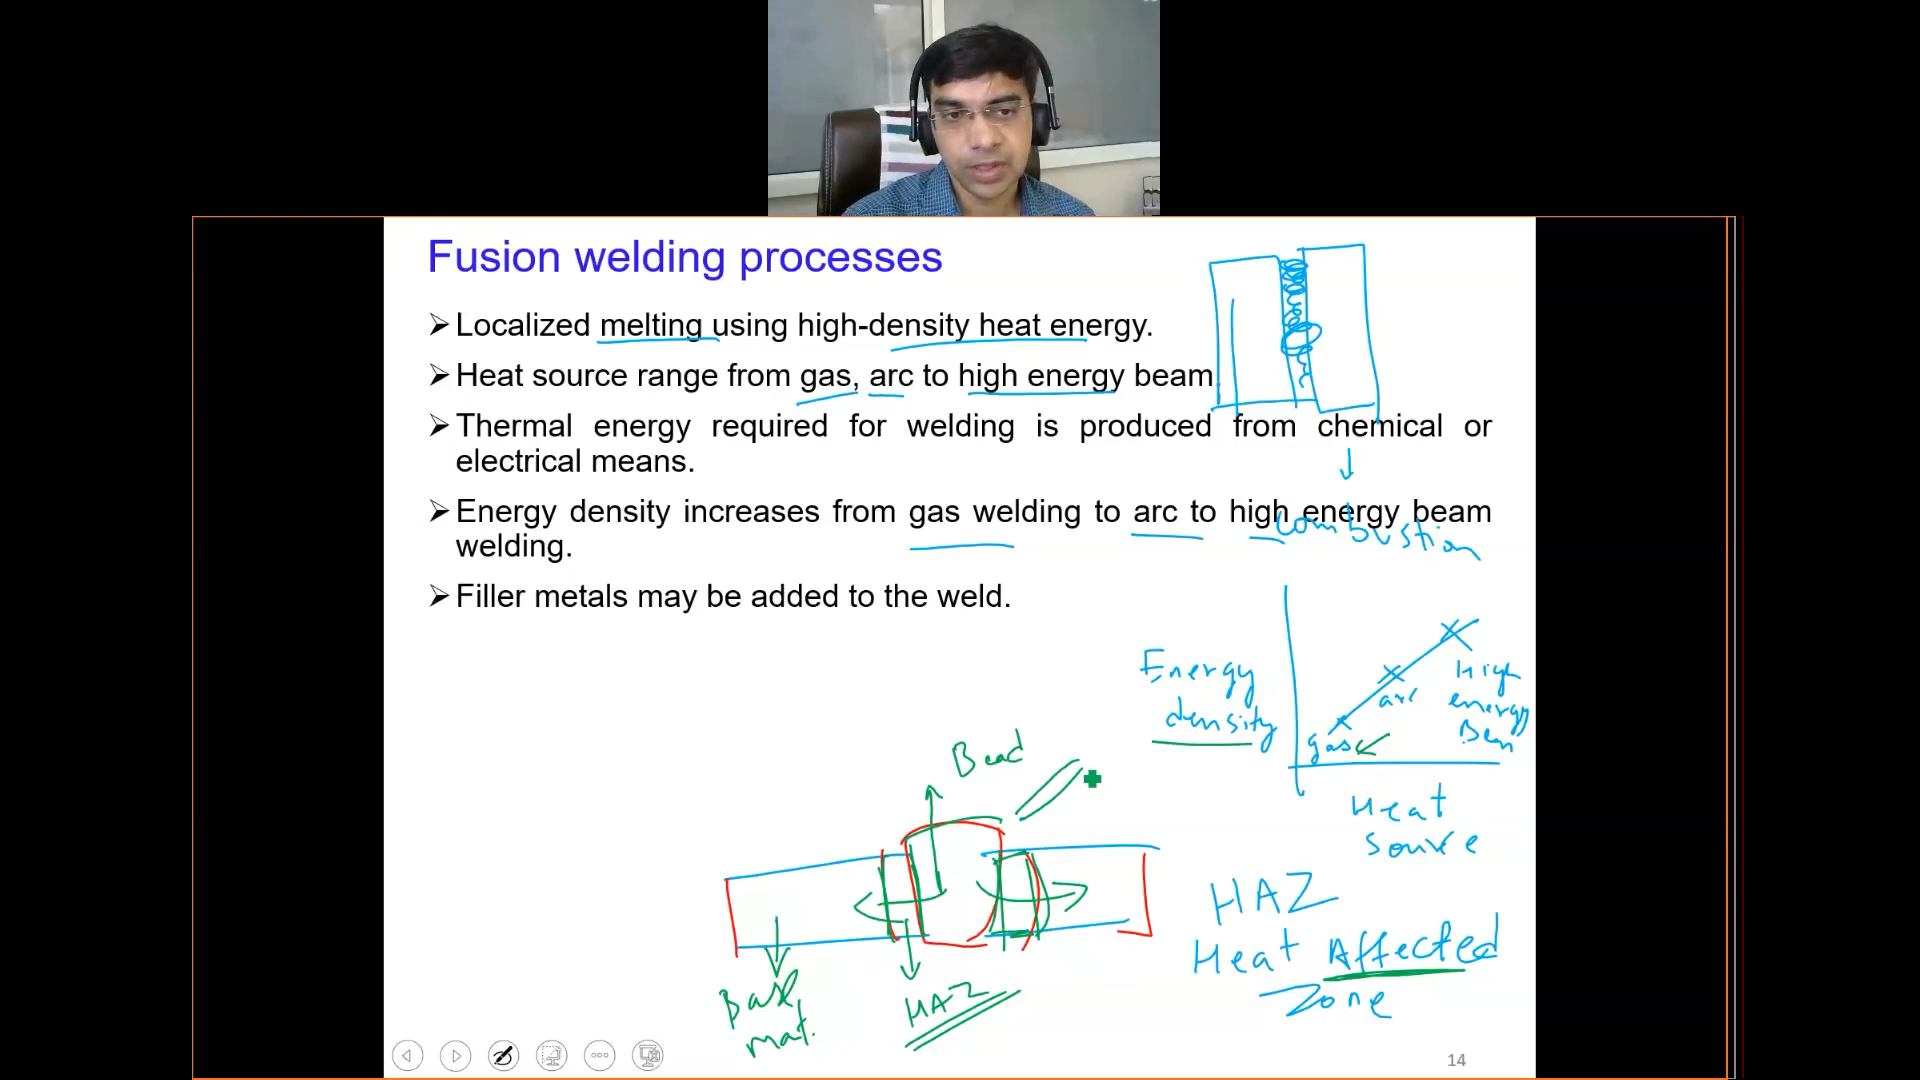 Fusion welding processes
➢ Localized melting using high-density heat energy.
➢ Heat source range from gas, arc to high energy beam.
➢ Thermal energy required for welding is produced from chemical or
electrical means.
➢ Energy density increases from gas welding to arc to high energy beam
welding.
➢ Filler metals may be added to the weld.
Combustion
Energy
density
gas
arc
High
energy
Beam
Heat
Source
Bead
Base
mat.
HAZ
HAZ
Heat Affected
Zone
14